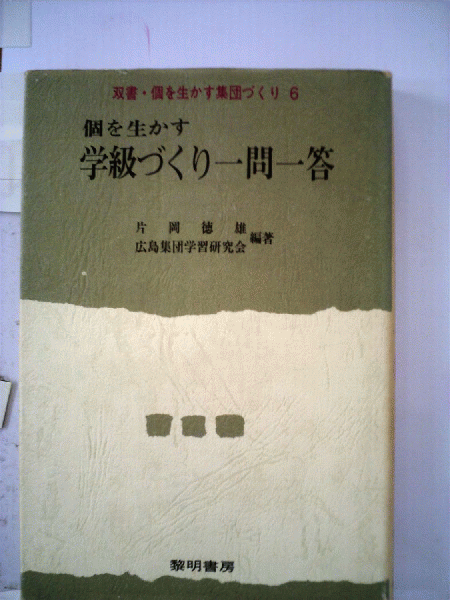 双書・個を生かす集団づくり 6
個を生かす
学級づくり一問一答
片岡徳雄
広島集団学習研究会 編著
黎明書房